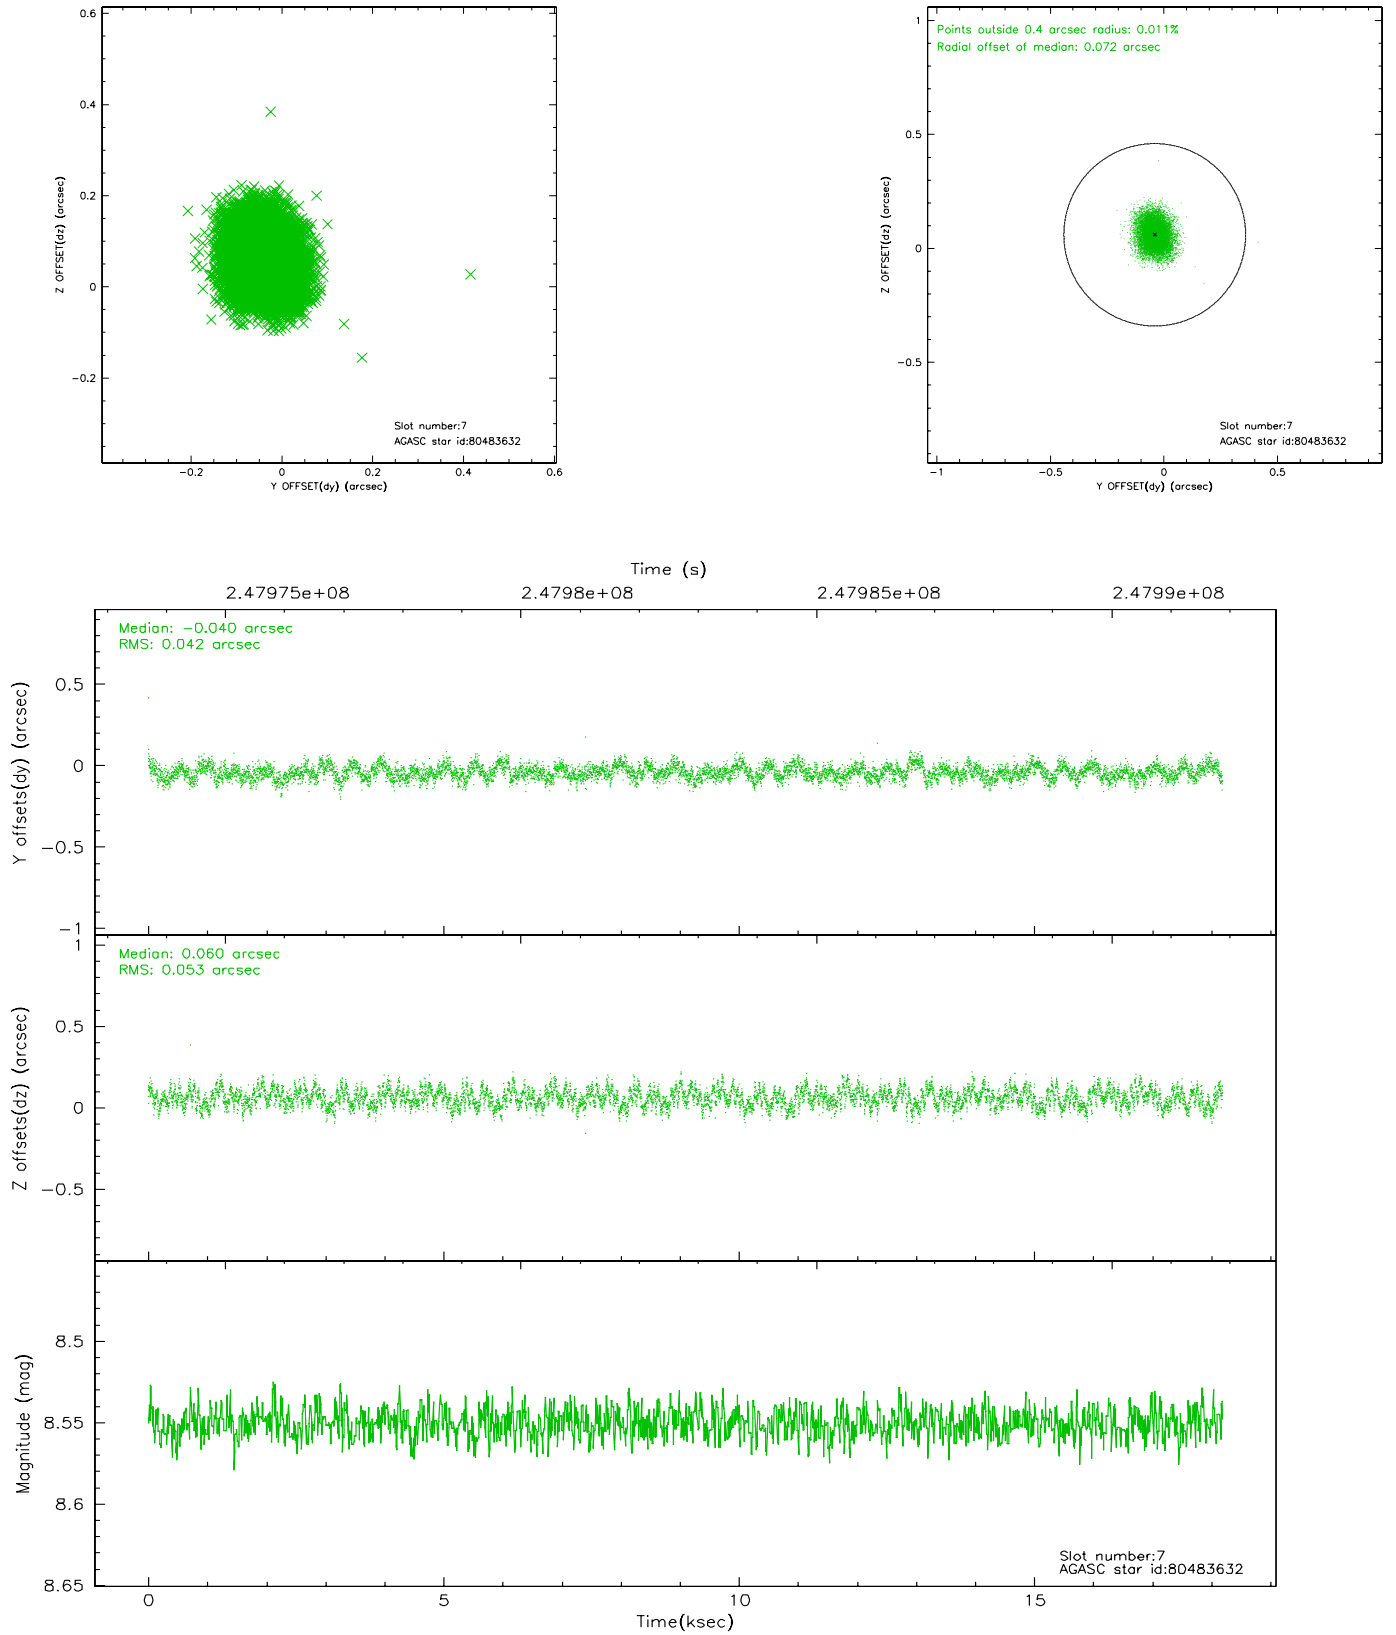 0.6
0.4
0.2
0
−0.2
Z OFFSET(dz) (arcsec)
Slot number:7
AGASC star id:80483632
−0.2 0 0.2 0.4 0.6
Y OFFSET(dy) (arcsec)
Points outside 0.4 arcsec radius: 0.011%
Radial offset of median: 0.072 arcsec
1
0.5
0
−0.5
Z OFFSET(dz) (arcsec)
Slot number:7
AGASC star id:80483632
−1 −0.5 0 0.5
Y OFFSET(dy) (arcsec)
Time (s)
2.47975e+08 2.4798e+08 2.47985e+08 2.4799e+08
Median: −0.040 arcsec
RMS: 0.042 arcsec
0.5
0
−0.5
−1
Y offsets(dy) (arcsec)
Median: 0.060 arcsec
RMS: 0.053 arcsec
1
0.5
0
−0.5
Z offsets(dz) (arcsec)
8.5
8.55
8.6
8.65
Magnitude (mag)
Slot number:7
AGASC star id:80483632
0 5 10 15
Time(ksec)